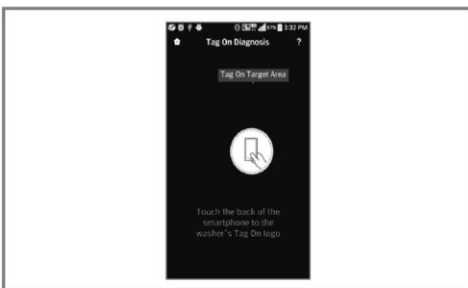 3:32 PM
Tag On Diagnosis ?
Tag On Target Area
Touch the back of the
smartphone to the
washer's Tag On logo